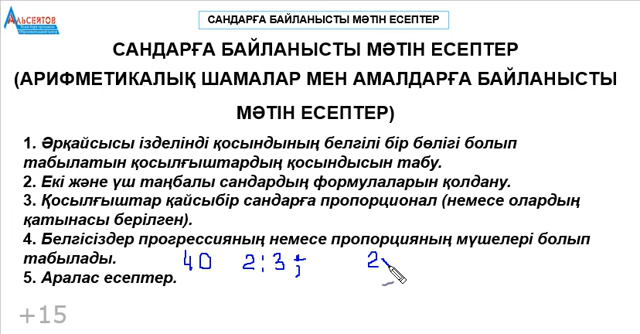 АЛЬСЕЙТОВ
САНДАРҒА БАЙЛАНЫСТЫ МӘТІН ЕСЕПТЕР
САНДАРҒА БАЙЛАНЫСТЫ МӘТІН ЕСЕПТЕР
(АРИФМЕТИКАЛЫҚ ШАМАЛАР МЕН АМАЛДАРҒА БАЙЛАНЫСТЫ
МӘТІН ЕСЕПТЕР)
1. Әрқайсысы ізделінді қосындының белгілі бір бөлігі болып
табылатын қосылғыштардың қосындысын табу.
2. Екі және үш таңбалы сандардың формулаларын қолдану.
3. Қосылғыштар қайсыбір сандарға пропорционал (немесе олардың
қатынасы берілген).
4. Белгісіздер прогрессияның немесе пропорцияның мүшелері болып
табылады.
40 2:3 2
5. Аралас есептер.
+15